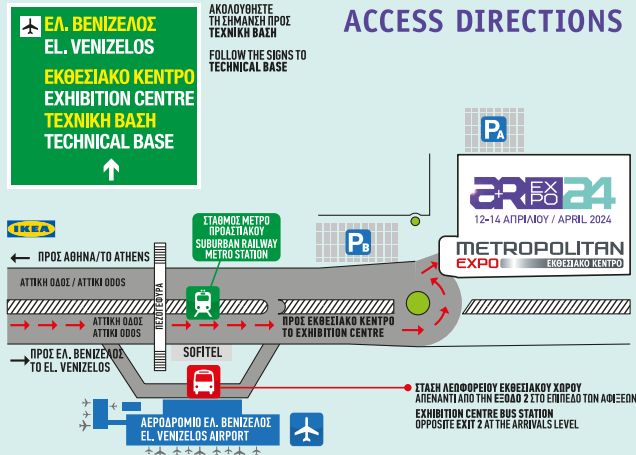 ΕΛ. ΒΕΝΙΖΕΛΟΣ
EL. VENIZELOS
ΕΚΘΕΣΙΑΚΟ ΚΕΝΤΡΟ
EXHIBITION CENTRE
ΤΕΧΝΙΚΗ ΒΑΣΗ
TECHNICAL BASE
ΑΚΟΛΟΥΘΗΣΤΕ
ΤΗ ΣΗΜΑΝΣΗ ΠΡΟΣ
ΤΕΧΝΙΚΗ ΒΑΣΗ
FOLLOW THE SIGNS TO
TECHNICAL BASE
ACCESS DIRECTIONS
PA
a+R EXPO 24
12-14 ΑΠΡΙΛΙΟΥ / APRIL 2024
METROPOLITAN
EXPO ΕΚΘΕΣΙΑΚΟ ΚΕΝΤΡΟ
PB
IKEA
ΣΤΑΘΜΟΣ ΜΕΤΡΟ
ΠΡΟΑΣΤΙΑΚΟΥ
SUBURBAN RAILWAY
METRO STATION
ΠΡΟΣ ΑΘΗΝΑ/TO ATHENS
ΑΤΤΙΚΗ ΟΔΟΣ / ATTIKI ODOS
ΠΕΖΟΓΕΦΥΡΑ
ΑΤΤΙΚΗ ΟΔΟΣ
ATTIKI ODOS
ΠΡΟΣ ΕΚΘΕΣΙΑΚΟ ΚΕΝΤΡΟ
TO EXHIBITION CENTRE
ΠΡΟΣ ΕΛ. ΒΕΝΙΖΕΛΟΣ
TO EL. VENIZELOS
SOFITEL
ΑΕΡΟΔΡΟΜΙΟ ΕΛ. ΒΕΝΙΖΕΛΟΣ
EL. VENIZELOS AIRPORT
ΣΤΑΣΗ ΛΕΩΦΟΡΕΙΟΥ ΕΚΘΕΣΙΑΚΟΥ ΧΩΡΟΥ
ΑΠΕΝΑΝΤΙ ΑΠΟ ΤΗΝ ΕΞΟΔΟ 2 ΣΤΟ ΕΠΙΠΕΔΟ ΤΩΝ ΑΦΙΞΕΩΝ
EXHIBITION CENTRE BUS STATION
OPPOSITE EXIT 2 AT THE ARRIVALS LEVEL